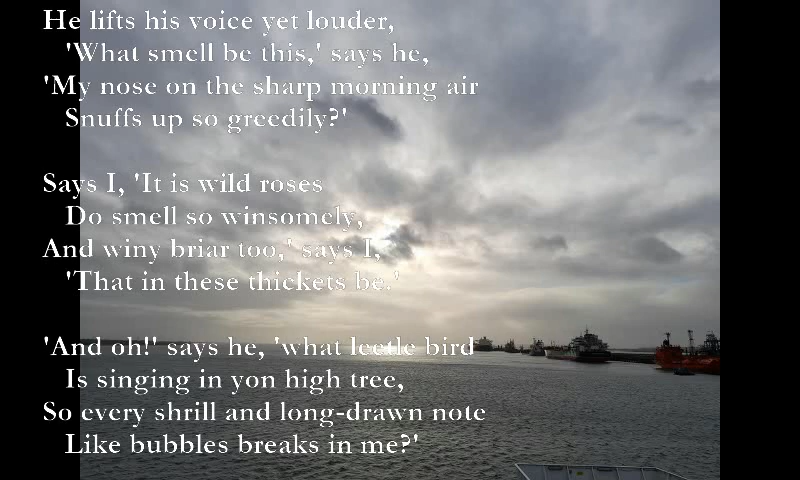 He lifts his voice yet louder,
'What smell be this,' says he,
'My nose on the sharp morning air
Snuffs up so greedily?'
Says I, 'It is wild roses
Do smell so winsomely,
And winy briar too,' says I,
'That in these thickets be.'
'And oh!' says he, 'what leetle bird
Is singing in yon high tree,
So every shrill and long-drawn note
Like bubbles breaks in me?'